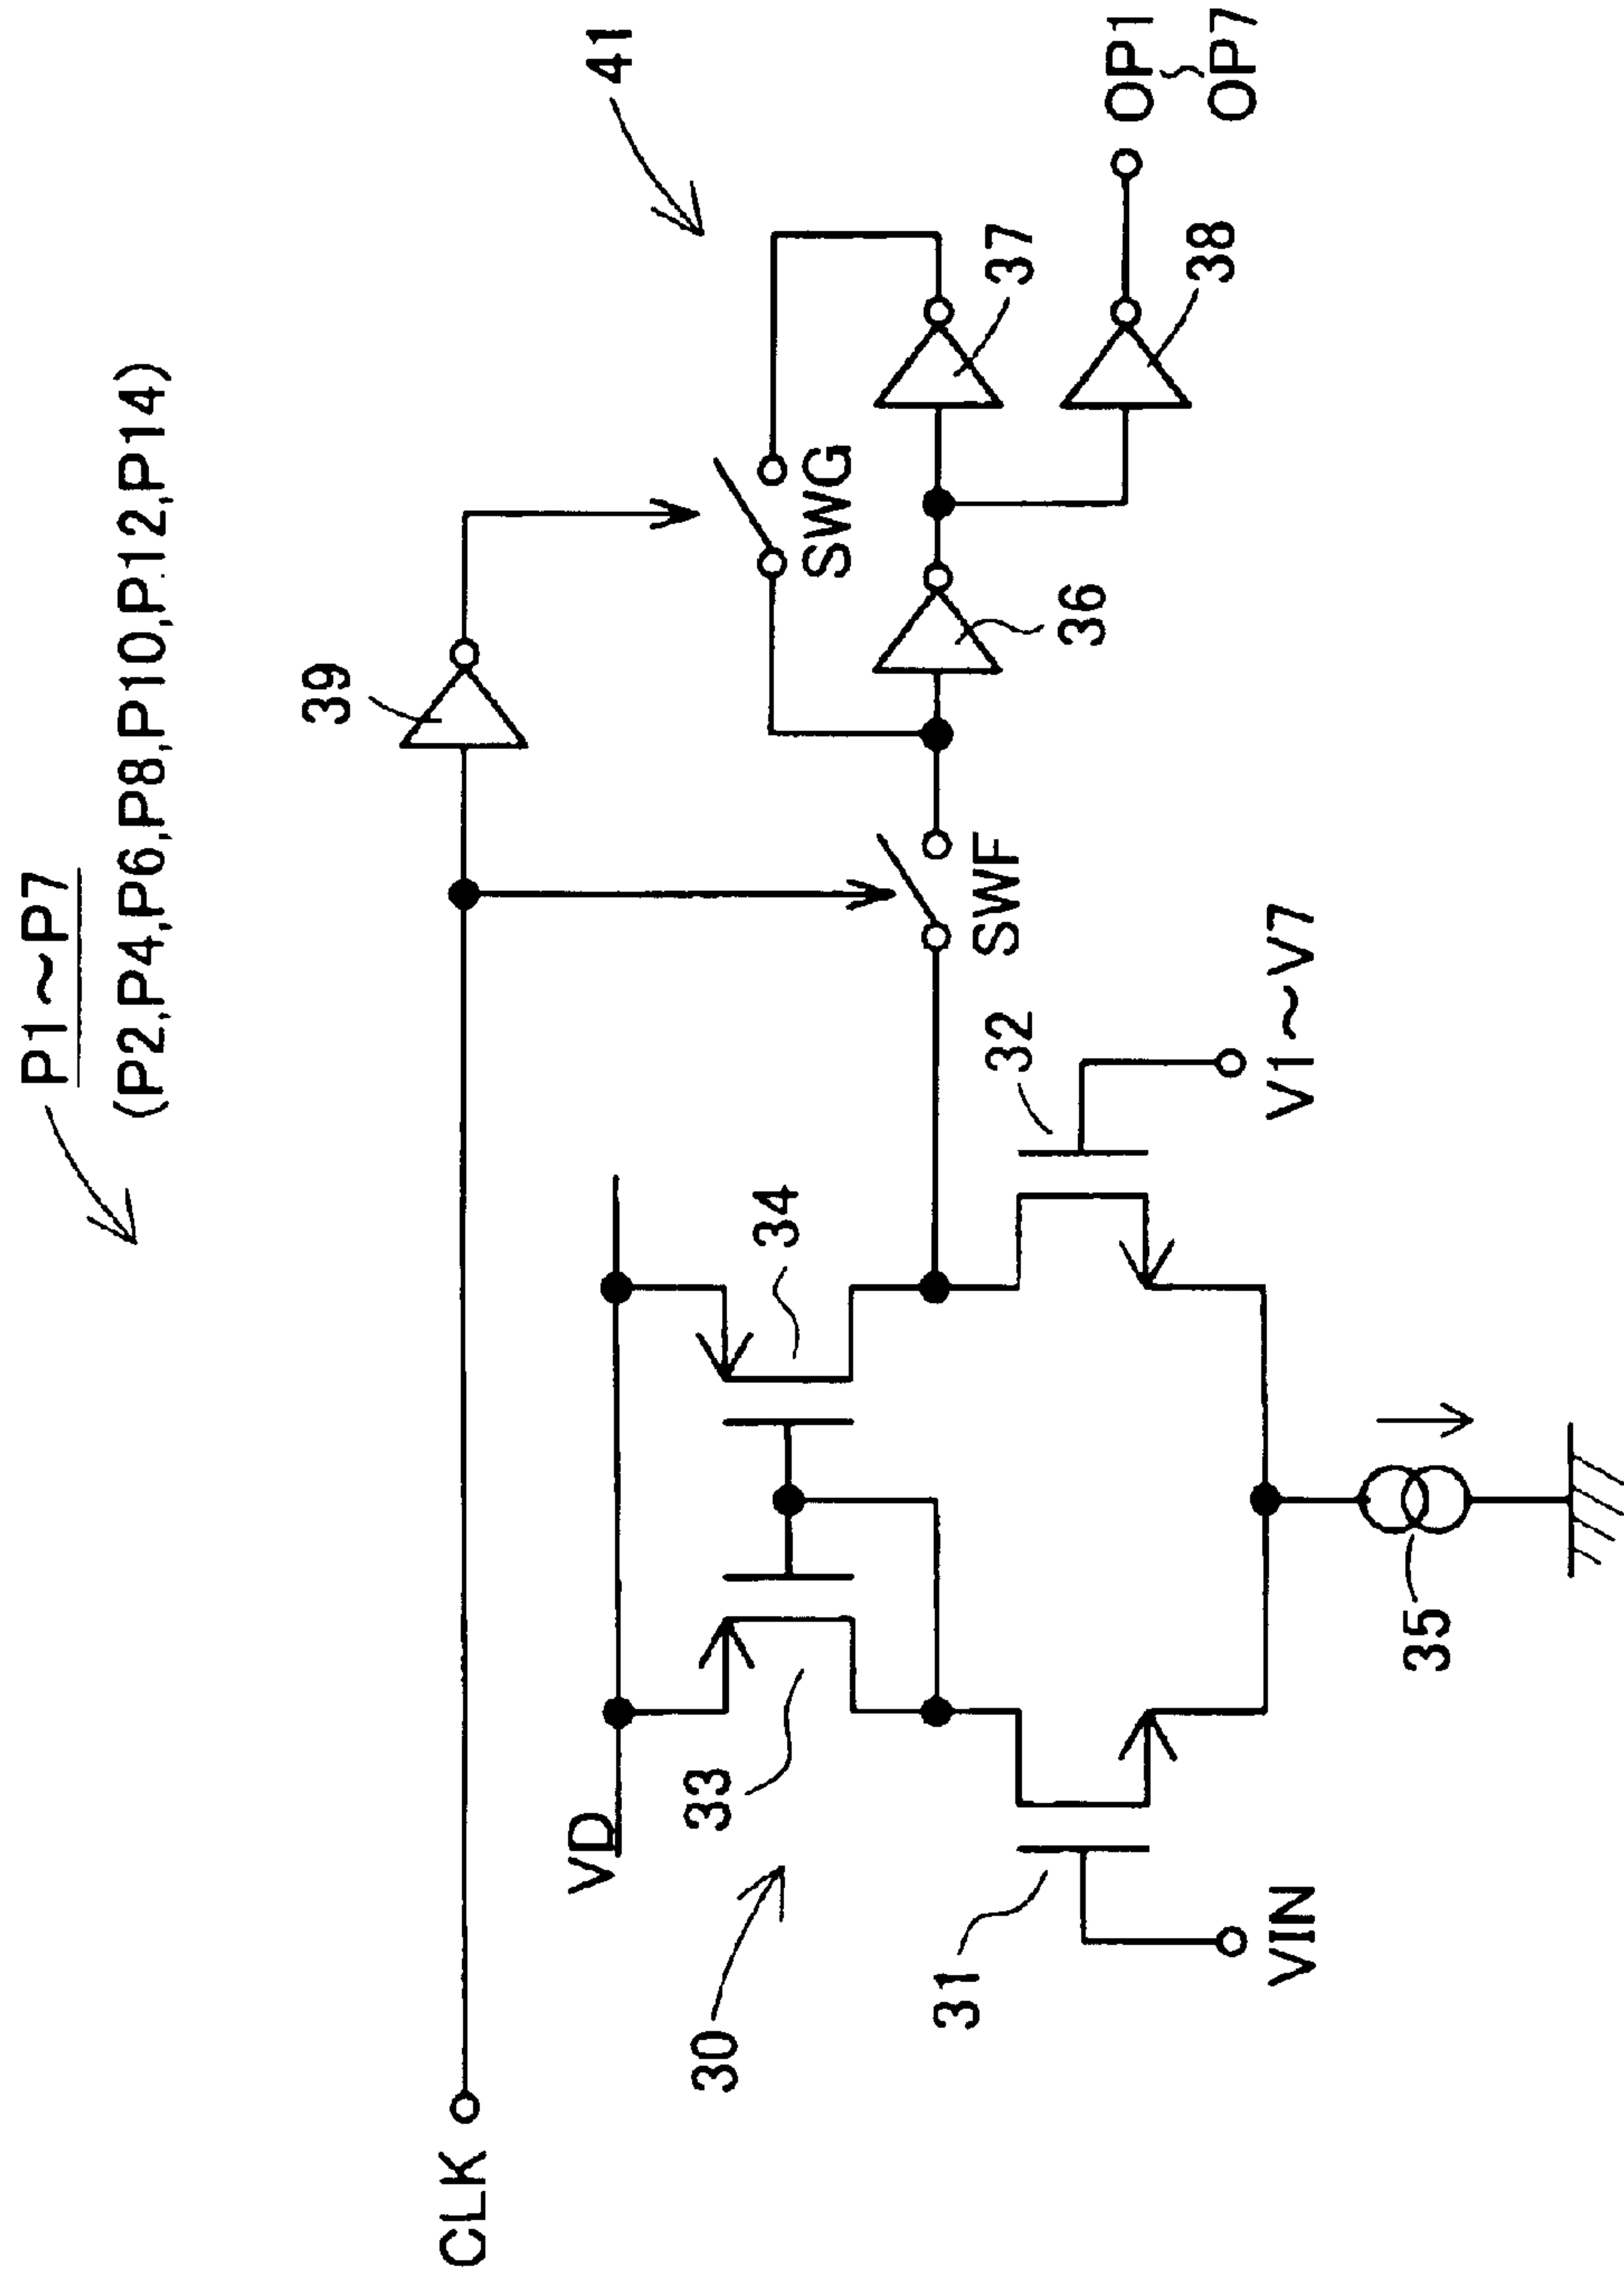 P1~P7
(P2,P4,P6,P8,P10,P12,P14)
CLK
39
41
VD
30
33
34
SWG
SWF
36
37
38
OP1
~
OP7
31
32
VIN
V1~V7
35